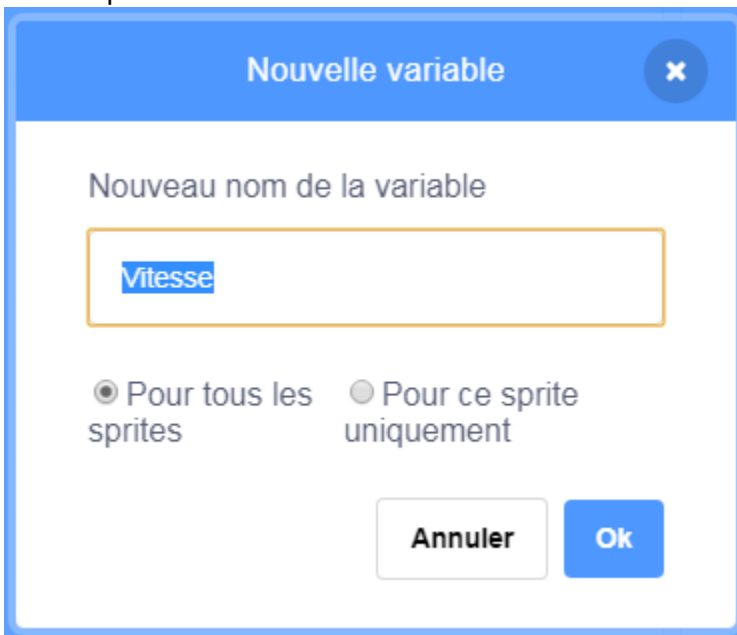 Nouvelle variable
Nouveau nom de la variable
Vitesse
Pour tous les sprites
Pour ce sprite uniquement
Annuler
Ok